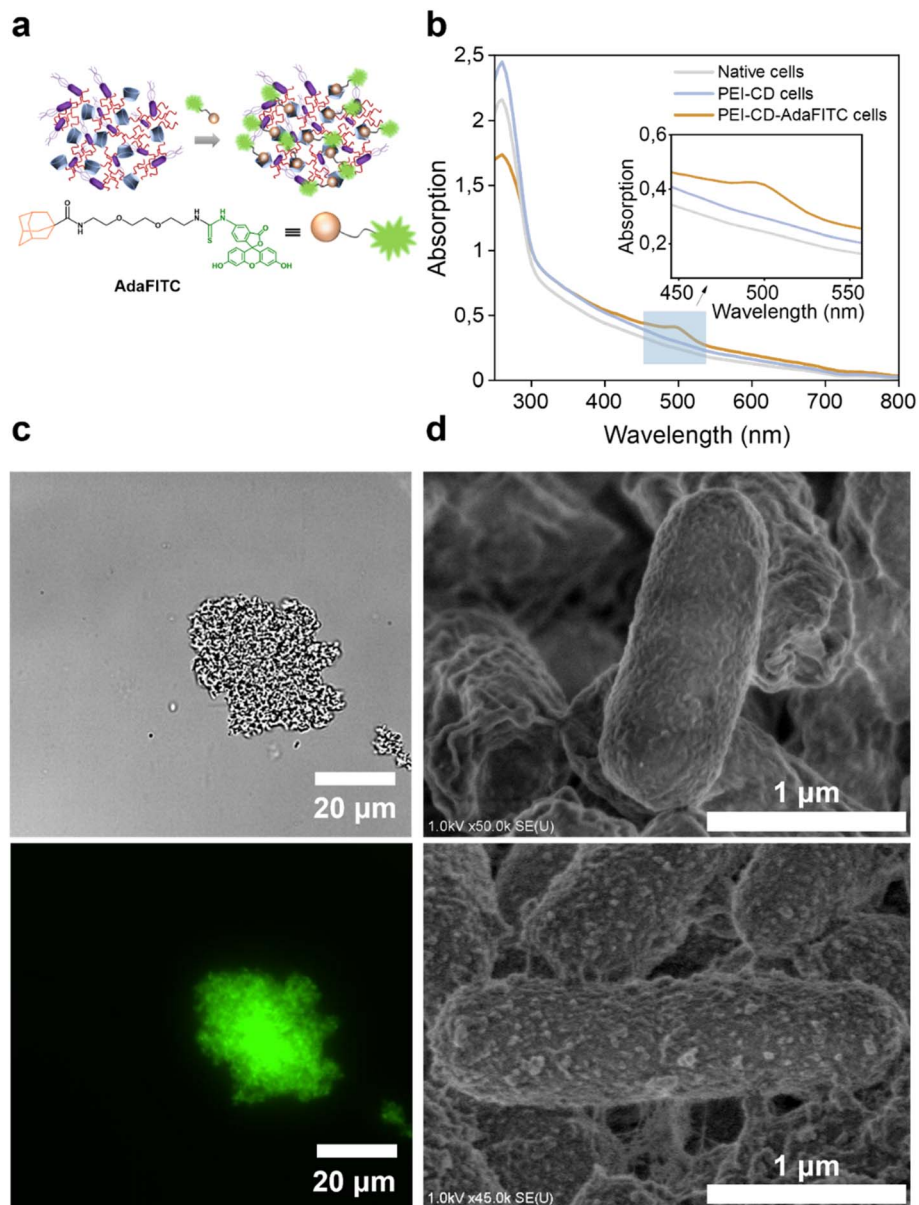 a
O
N
H
O
O
H
N
H
N
S
O
O
HO
O
OH
AdaFITC
b
2,5
2
1,5
1
0,5
0
Absorption
300 400 500 600 700 800
Wavelength (nm)
Native cells
PEI-CD cells
PEI-CD-AdaFITC cells
0,6
0,4
0,2
Absorption
450 500 550
Wavelength (nm)
c
20 µm
20 µm
d
1.0kV x50.0k SE(U)
1 µm
1.0kV x45.0k SE(U)
1 µm